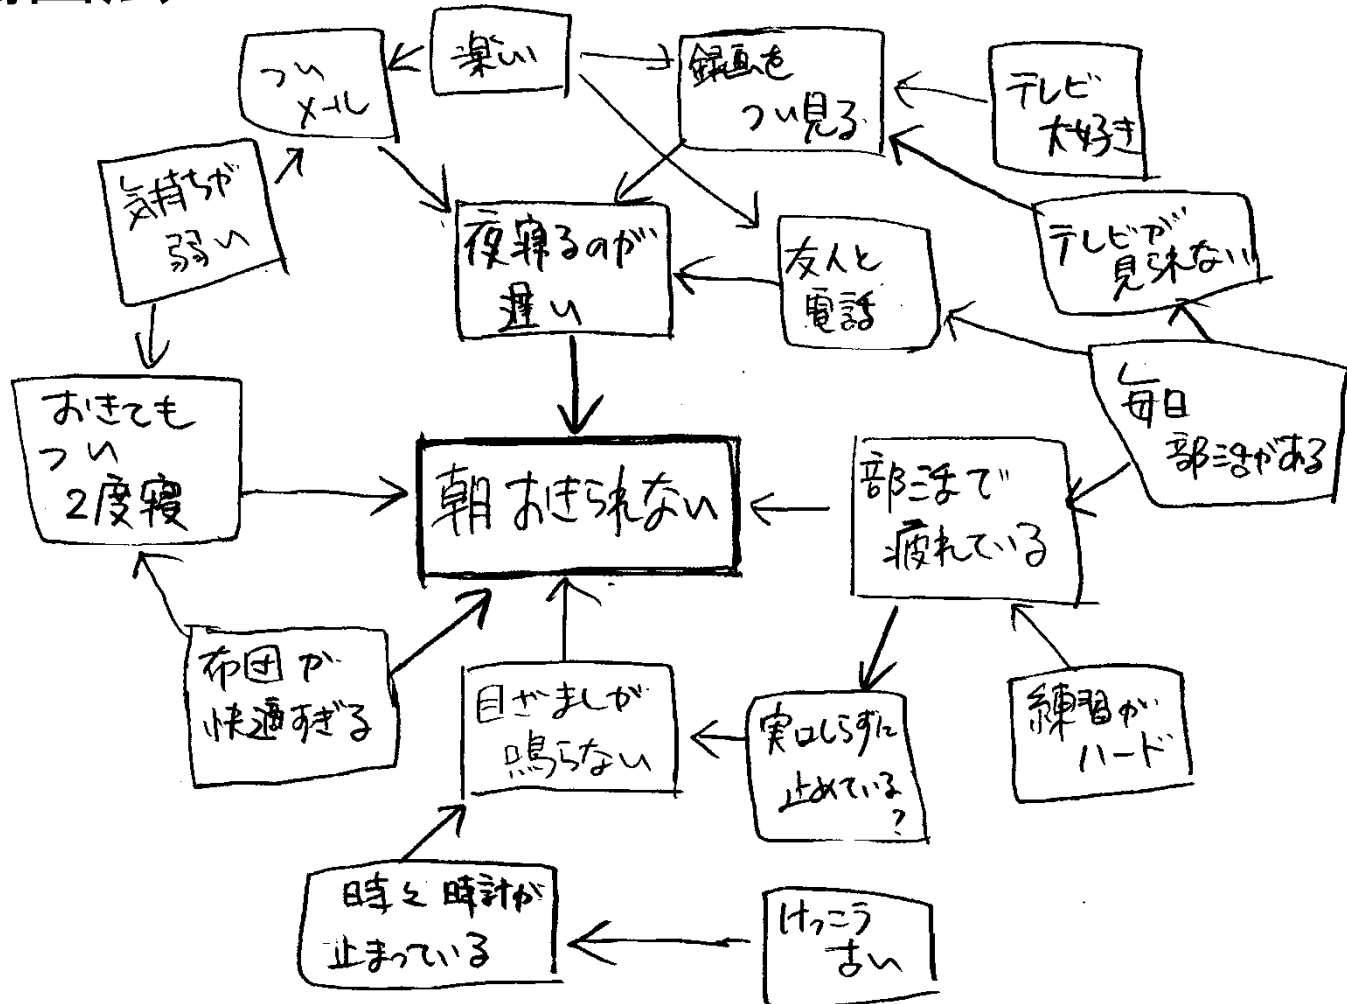 つい
メール
楽い
録画を
つい見る
テレビ
大好き
気持ちが
弱い
夜寝るのが
遅い
友人と
電話
テレビが
見られない
毎日
部活がある
おきても
つい
2度寝
朝おきられない
部活で
疲れている
布団が
快適すぎる
目ざましが
鳴らない
実はしらずに
止めている
?
練習が
ハード
時々時計が
止まっている
けっこう
古い